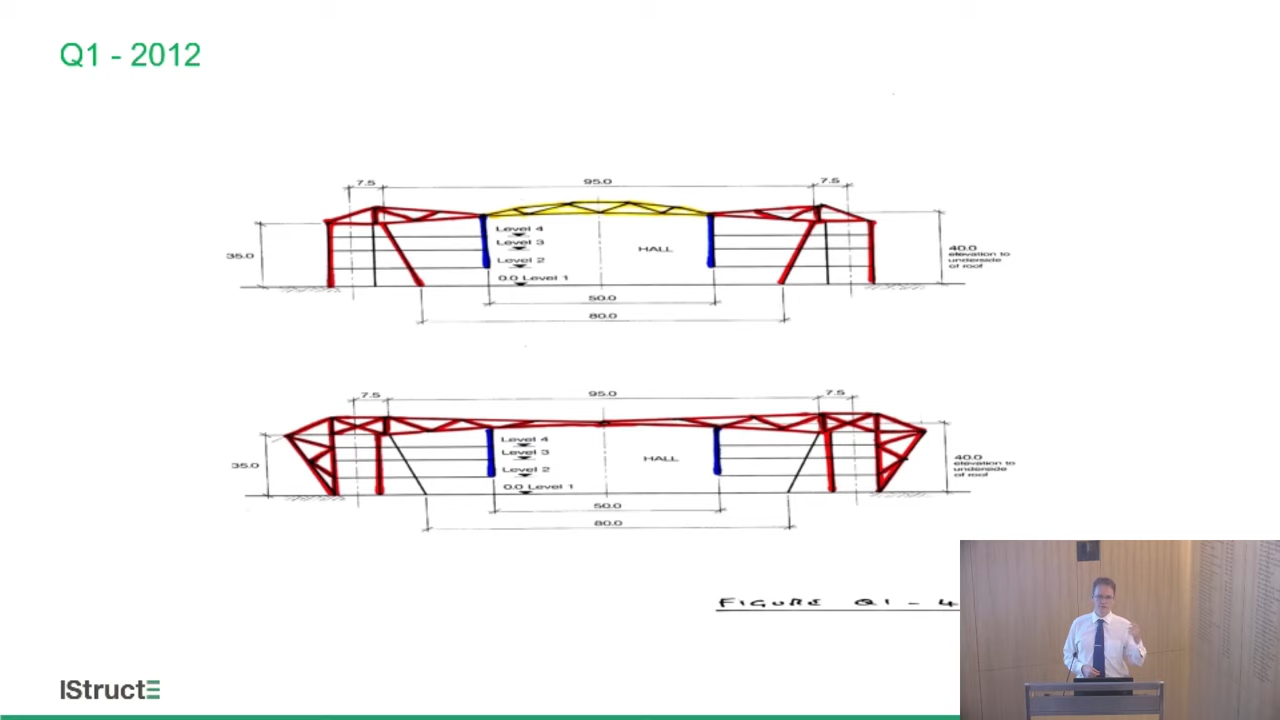 Q1 - 2012
7.5 95.0 7.5
35.0
Level 4
Level 3
Level 2
0.0 Level 1
HALL
40.0
elevation to
underside
of roof
50.0
80.0
7.5 95.0 7.5
35.0
Level 4
Level 3
Level 2
0.0 Level 1
HALL
40.0
elevation to
underside
of roof
50.0
80.0
FIGURE Q1 - 4
IStructE